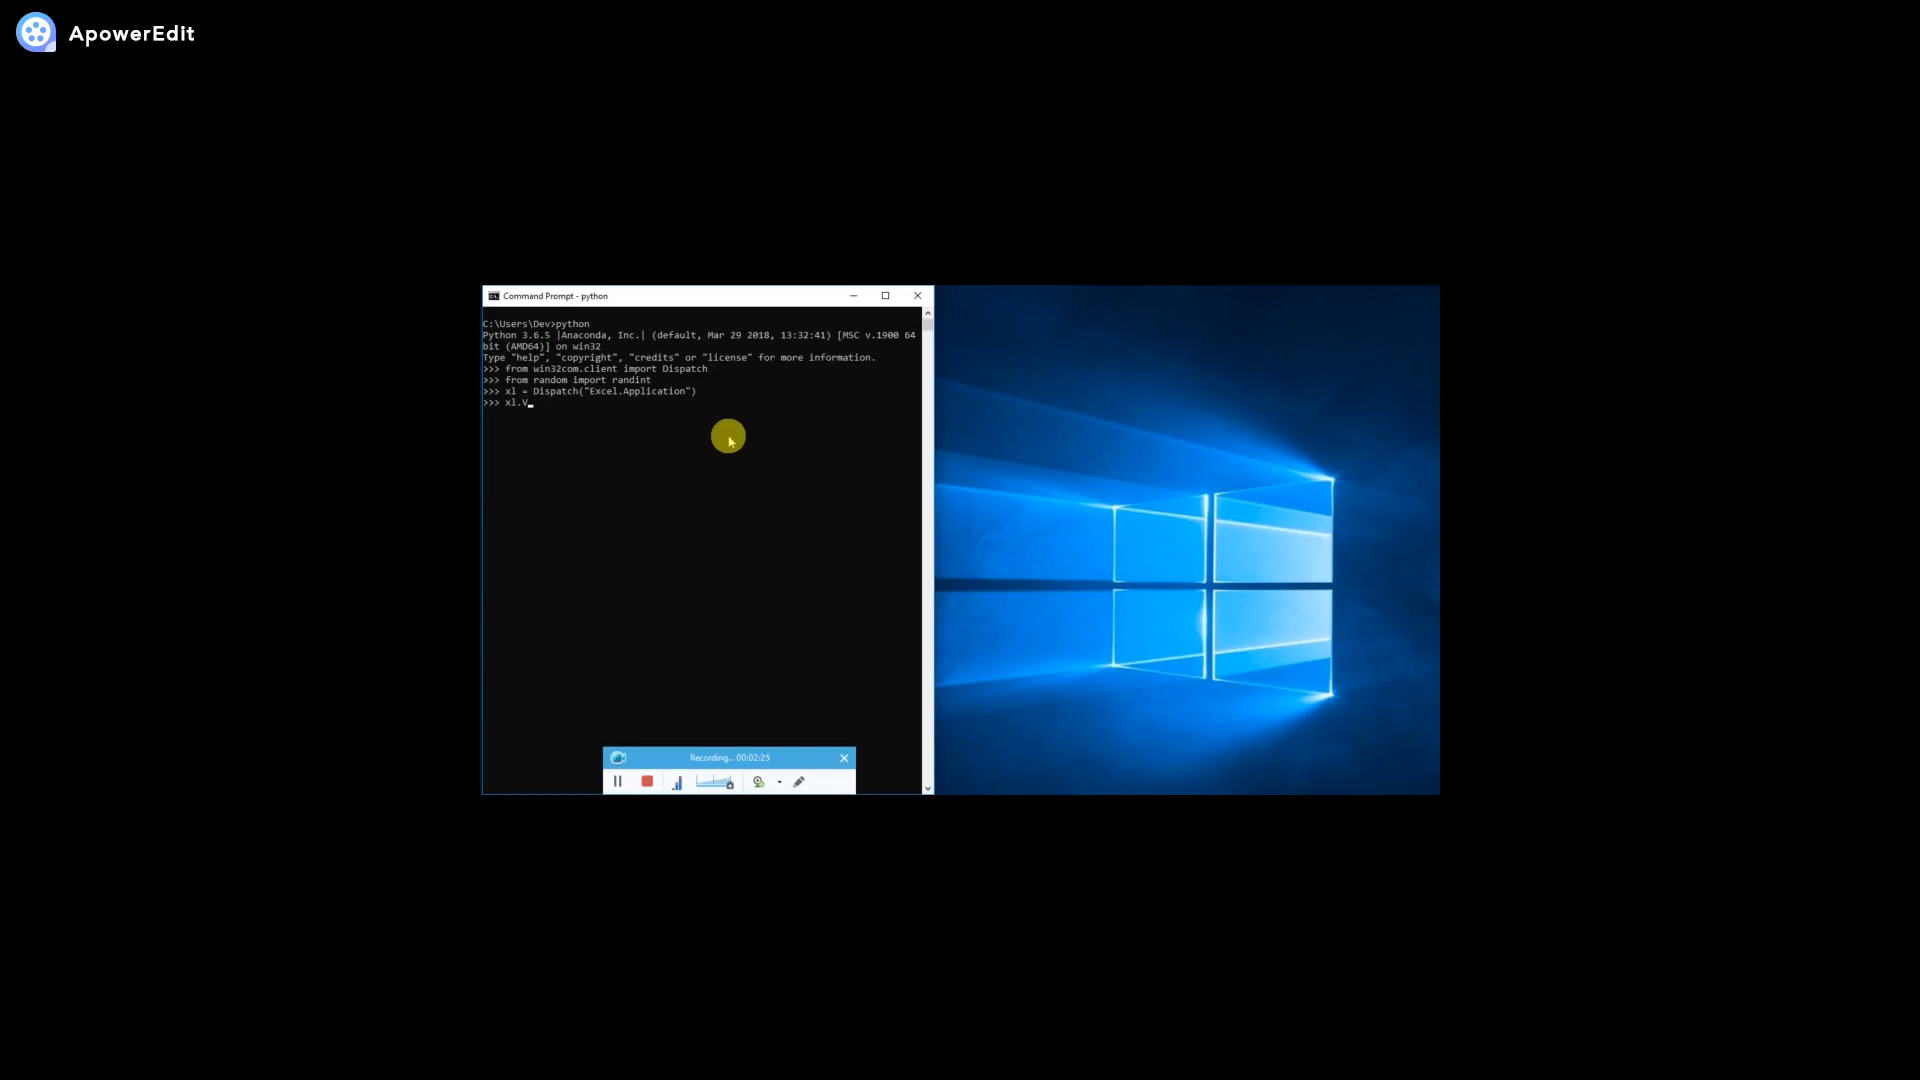 ApowerEdit
Command Prompt - python
C:\Users\Dev>python
Python 3.6.5 |Anaconda, Inc.| (default, Mar 29 2018, 13:32:41) [MSC v.1900 64
bit (AMD64)] on win32
Type "help", "copyright", "credits" or "license" for more information.
>>> from win32com.client import Dispatch
>>> from random import randint
>>> xl = Dispatch("Excel.Application")
>>> xl.V_
Recording... 00:02:25